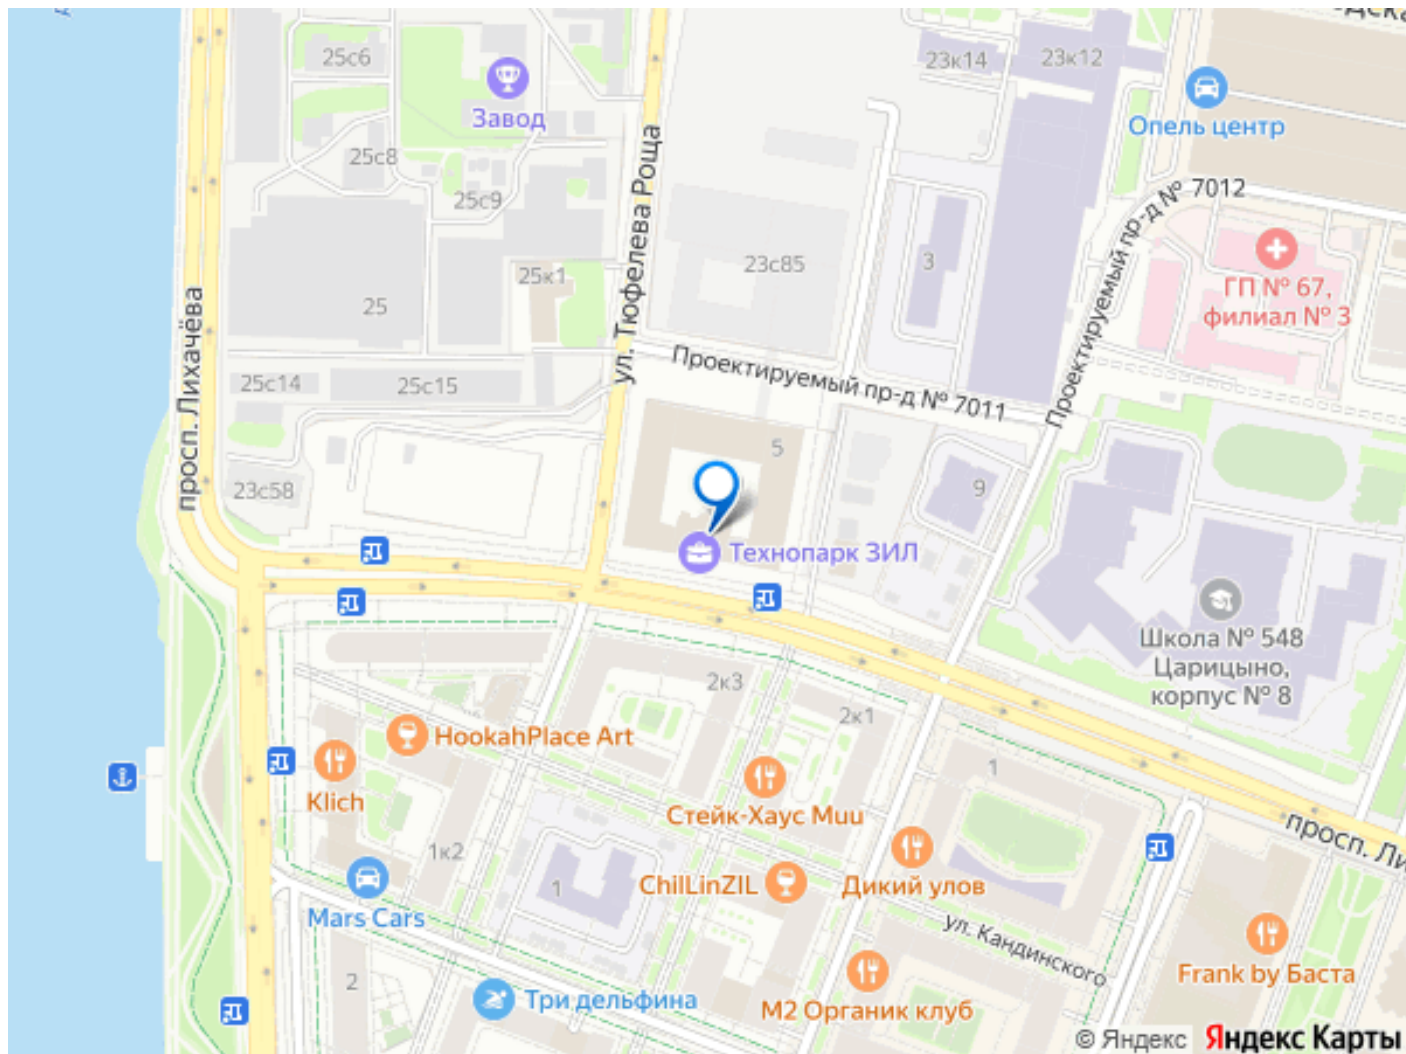 25с6
23к14
23к12
Завод
Опель центр
25с8
25с9
ул. Тюфелева Роща
Проектируемый пр-д № 7012
23с85
3
25к1
25
ГП № 67,
филиал № 3
просп. Лихачёва
Проектируемый пр-д № 7011
25с14
25с15
5
9
23с58
Технопарк ЗИЛ
Школа № 548
Царицыно,
корпус № 8
2к3
2к1
HookahPlace Art
Klich
Стейк-Хаус Muu
1
просп. Ли
1к2
1
ChilLinZIL
Дикий улов
Mars Cars
ул. Кандинского
2
Три дельфина
М2 Органик клуб
Frank by Баста
© Яндекс Яндекс Карты